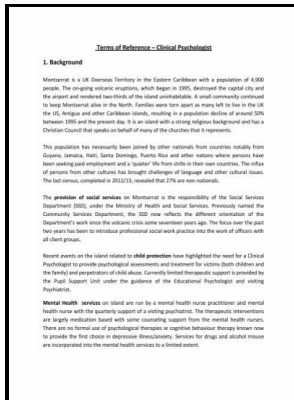 Terms of Reference – Clinical Psychologist
1. Background
Montserrat is a UK Overseas Territory in the Eastern Caribbean with a population of 4,900
people. The on-going volcanic eruptions, which began in 1995, destroyed the capital city and
the airport and rendered two-thirds of the island uninhabitable. A small community continued
to keep Montserrat alive in the North. Families were torn apart as many left to live in the UK
the US, Antigua and other Caribbean islands, resulting in a population decline of around 50%
between 1995 and the present day. It is an island with a strong religious background and has a
Christian Council that speaks on behalf of many of the churches that it represents.
This population has necessarily been joined by other nationals from countries notably from
Guyana, Jamaica, Haiti, Santo Domingo, Puerto Rico and other nations where persons have
been seeking paid employment and a 'quieter' life from strife in their own countries. The influx
of persons from other cultures has brought challenges of language and other cultural issues.
The last census, completed in 2012/13, revealed that 27% are non-nationals.
The provision of social services on Montserrat is the responsibility of the Social Services
Department (SSD), under the Ministry of Health and Social Services. Previously named the
Community Services Department, the SSD now reflects the different orientation of the
Department's work since the volcanic crisis some seventeen years ago. The focus over the past
two years has been to introduce professional social work practice into the work of officers with
all client groups.
Recent events on the island related to child protection have highlighted the need for a Clinical
Psychologist to provide psychological assessments and treatment for victims (both children and
the family) and perpetrators of child abuse. Currently limited therapeutic support is provided by
the Pupil Support Unit under the guidance of the Educational Psychologist and visiting
Psychiatrist.
Mental Health services on island are run by a mental health nurse practitioner and mental
health nurse with the quarterly support of a visiting psychiatrist. The therapeutic interventions
are largely medication based with some counseling support from the mental health nurses.
There are no formal use of psychological therapies ie cognitive behaviour therapy known now
to provide the first choice in depressive illness/anxiety. Services for drugs and alcohol misuse
are incorporated into the mental health services to a limited extent.